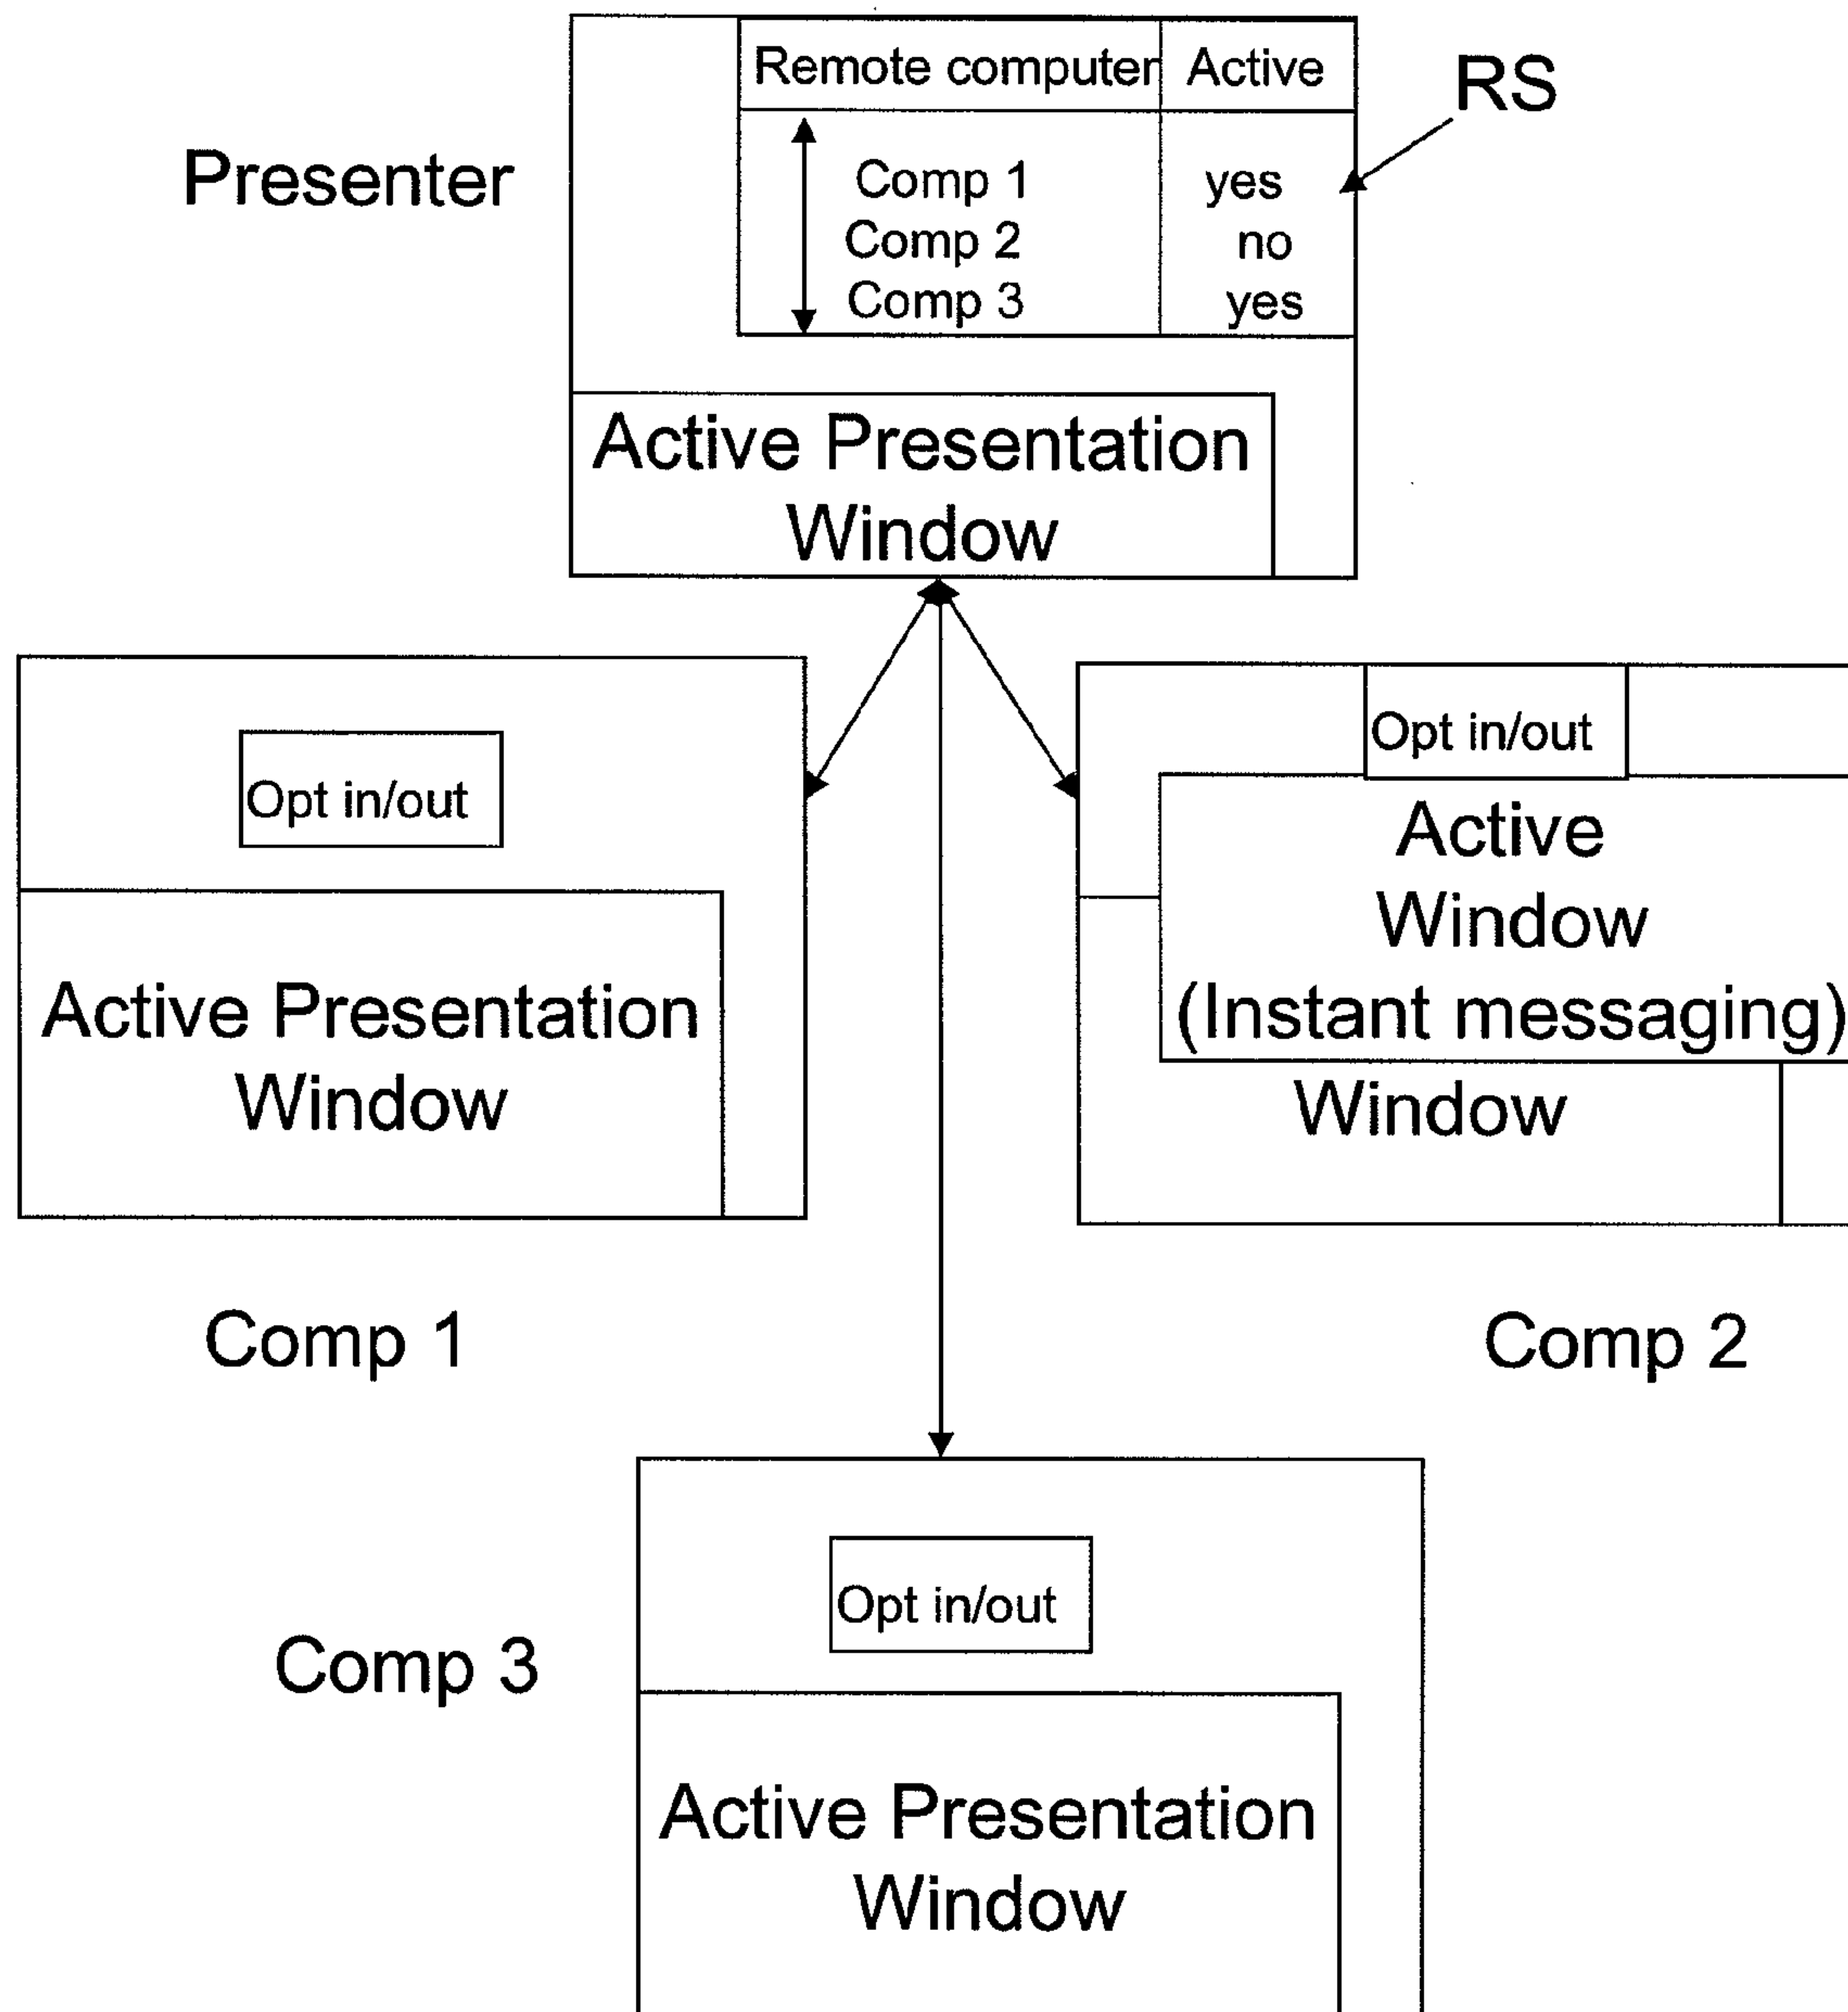 Remote computer Active
RS
Presenter
Comp 1 yes
Comp 2 no
Comp 3 yes
Active Presentation
Window
Opt in/out
Active Presentation
Window
Comp 1
Opt in/out
Active
Window
(Instant messaging)
Window
Comp 2
Comp 3
Opt in/out
Active Presentation
Window